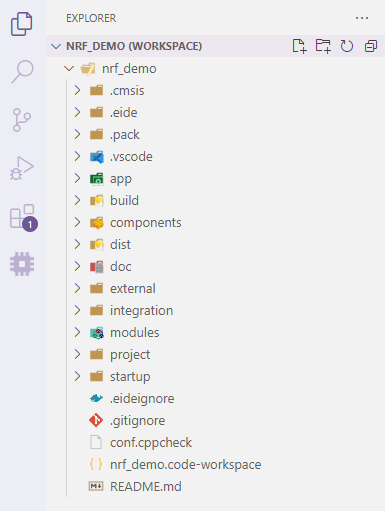 EXPLORER
NRF_DEMO (WORKSPACE)
nrf_demo
.cmsis
.eide
.pack
.vscode
app
build
components
dist
doc
external
integration
modules
project
startup
.eideignore
.gitignore
conf.cppcheck
nrf_demo.code-workspace
README.md
1